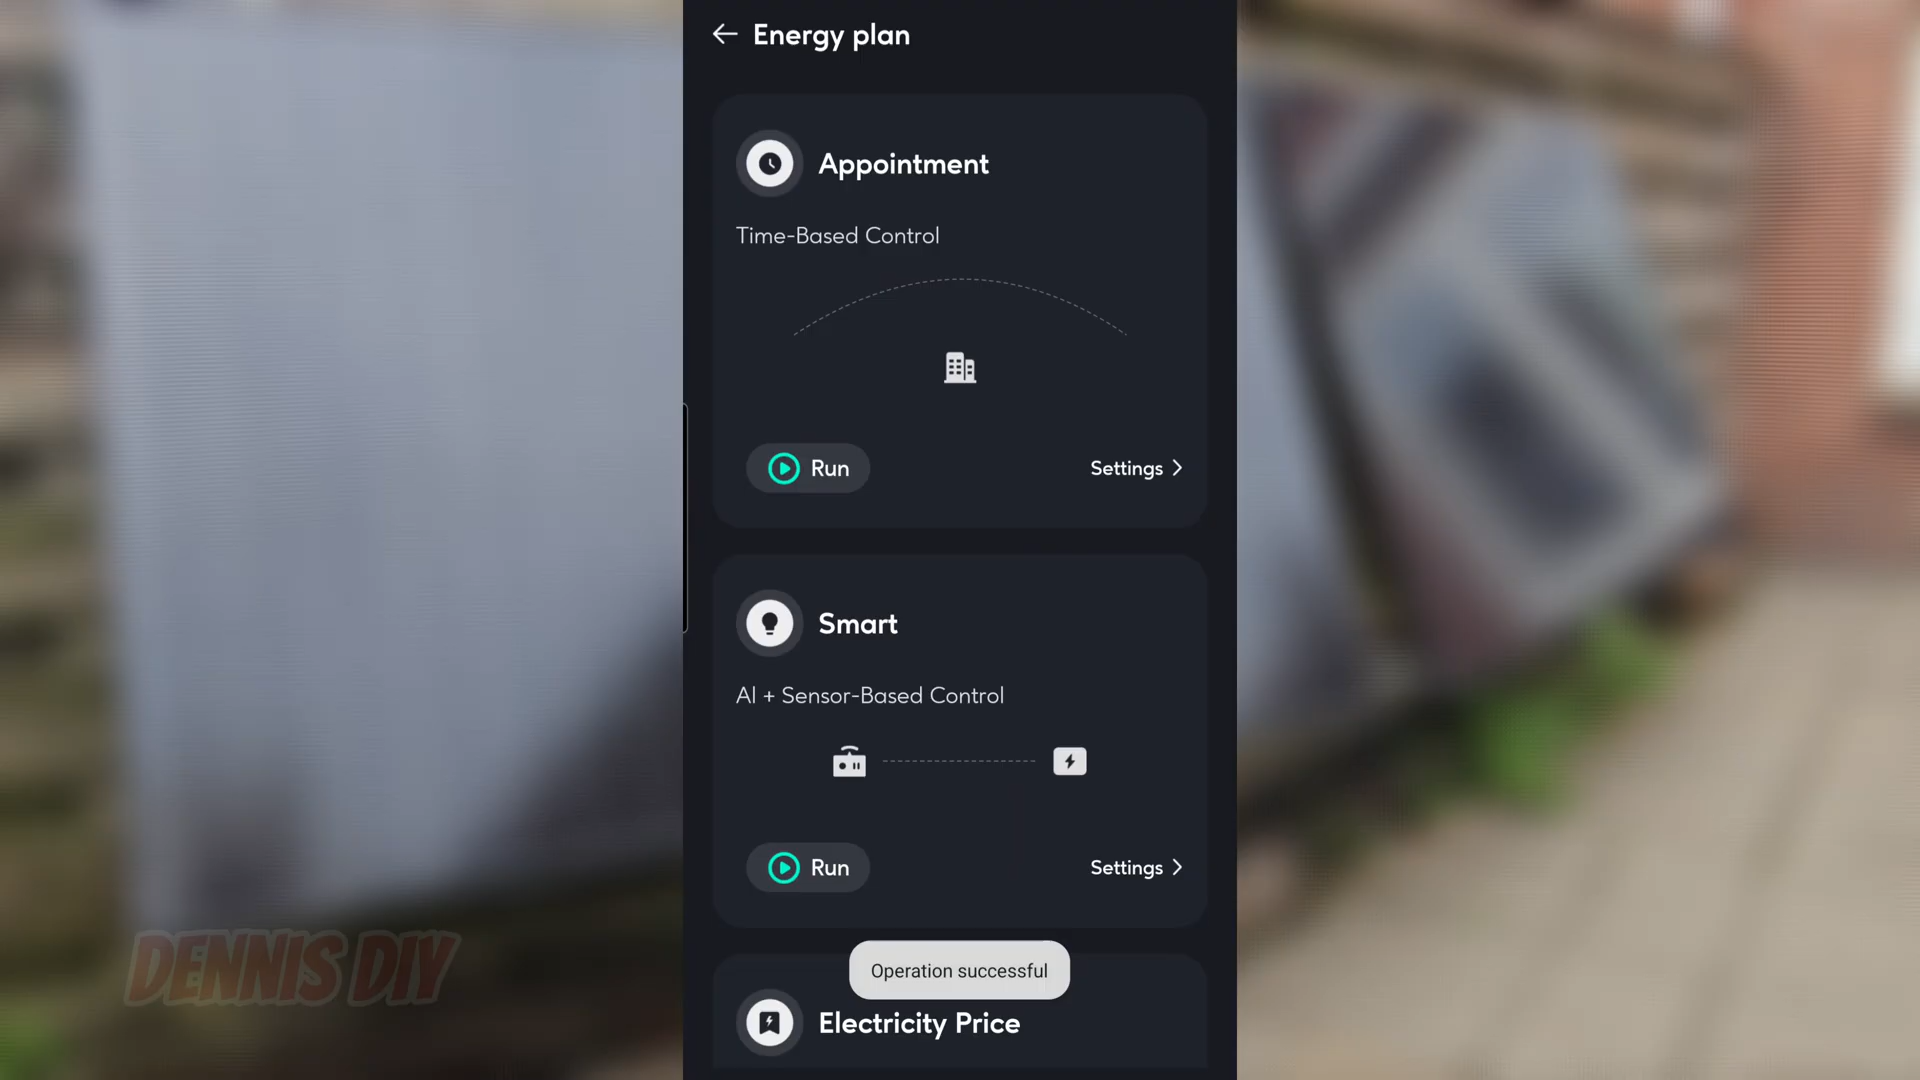 Energy plan
Appointment
Time-Based Control
Run
Settings
Smart
AI + Sensor-Based Control
Run
Settings
Operation successful
Electricity Price
DENNIS DIY